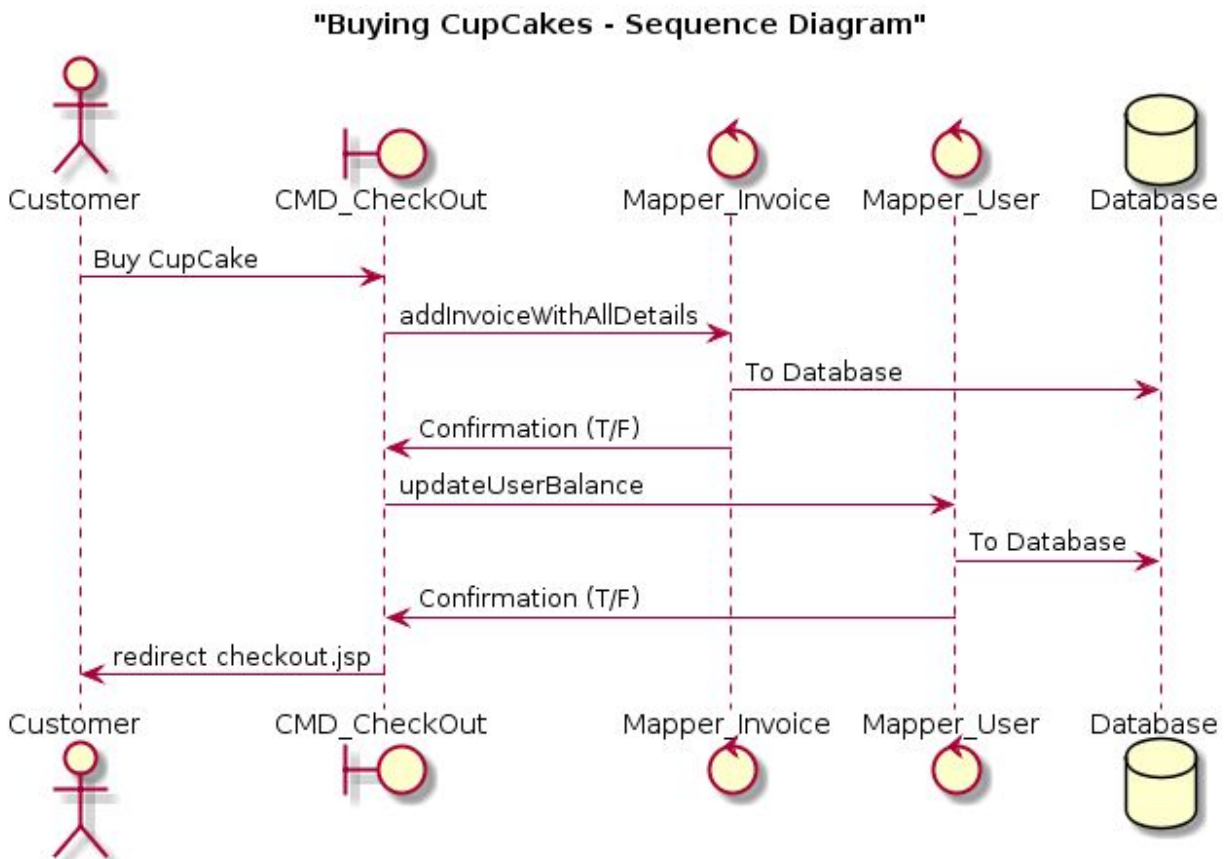 "Buying CupCakes - Sequence Diagram"
Customer CMD_CheckOut Mapper_Invoice Mapper_User Database
Buy CupCake
addInvoiceWithAllDetails
To Database
Confirmation (T/F)
updateUserBalance
To Database
Confirmation (T/F)
redirect checkout.jsp
Customer CMD_CheckOut Mapper_Invoice Mapper_User Database